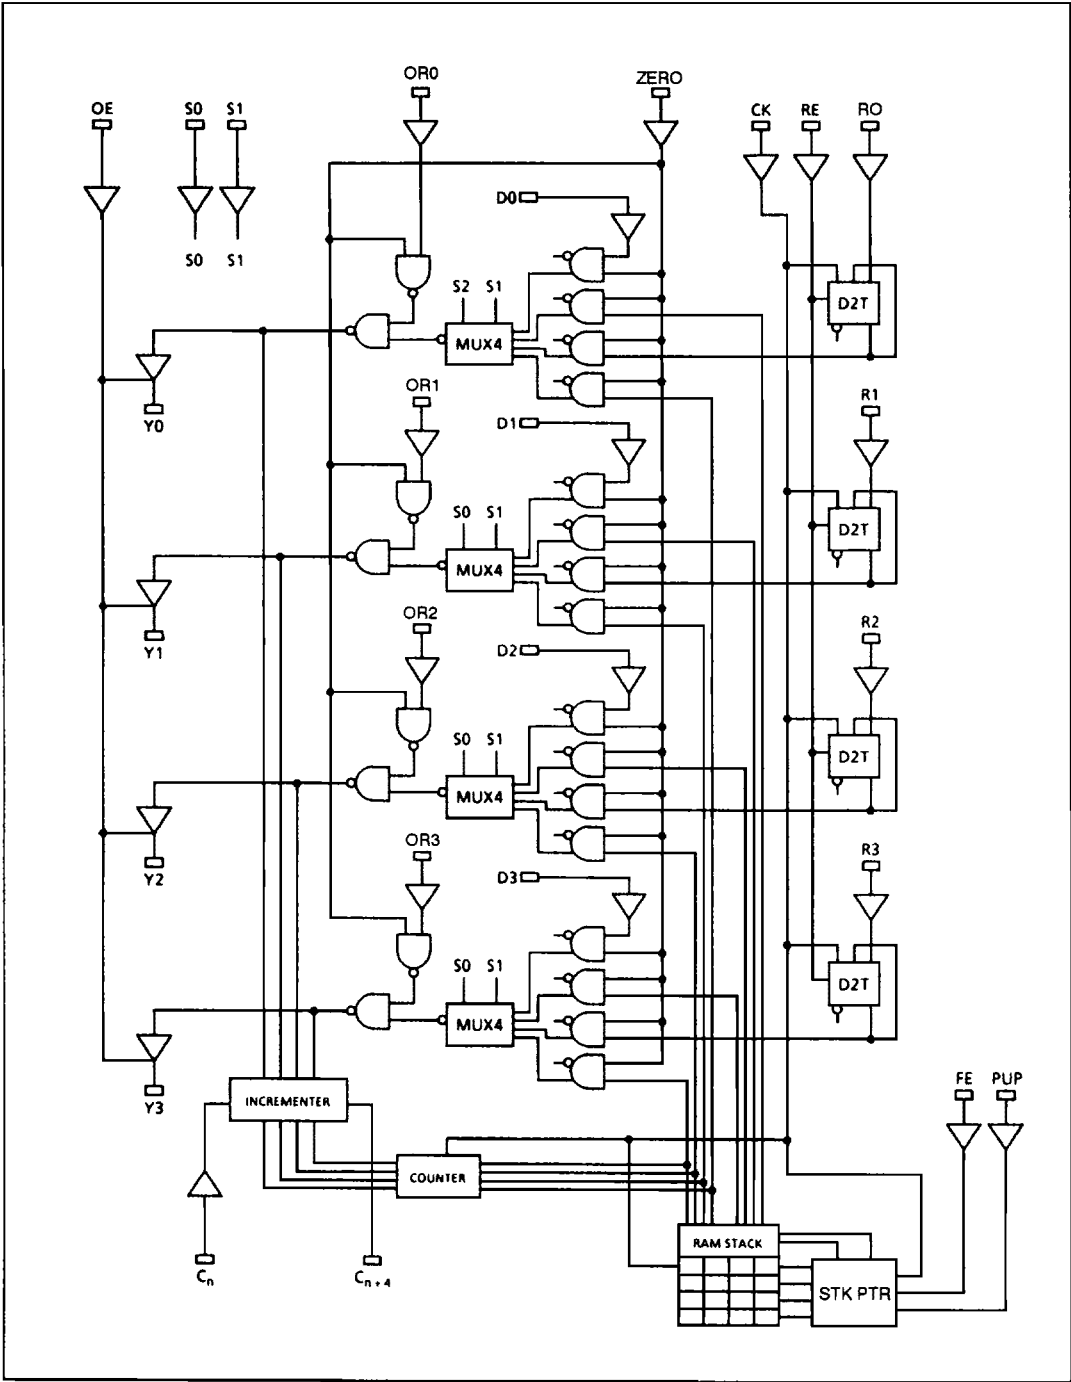 OR0
ZERO
OE
S0
S1
CK
RE
RO
D0
S0
S1
S2
S1
D2T
MUX4
OR1
R1
Y0
D1
S0
S1
D2T
MUX4
OR2
R2
Y1
D2
S0
S1
D2T
MUX4
OR3
R3
Y2
D3
S0
S1
D2T
MUX4
FE
PUP
Y3
INCREMENTER
COUNTER
RAM STACK
Cn
Cn+4
STK PTR